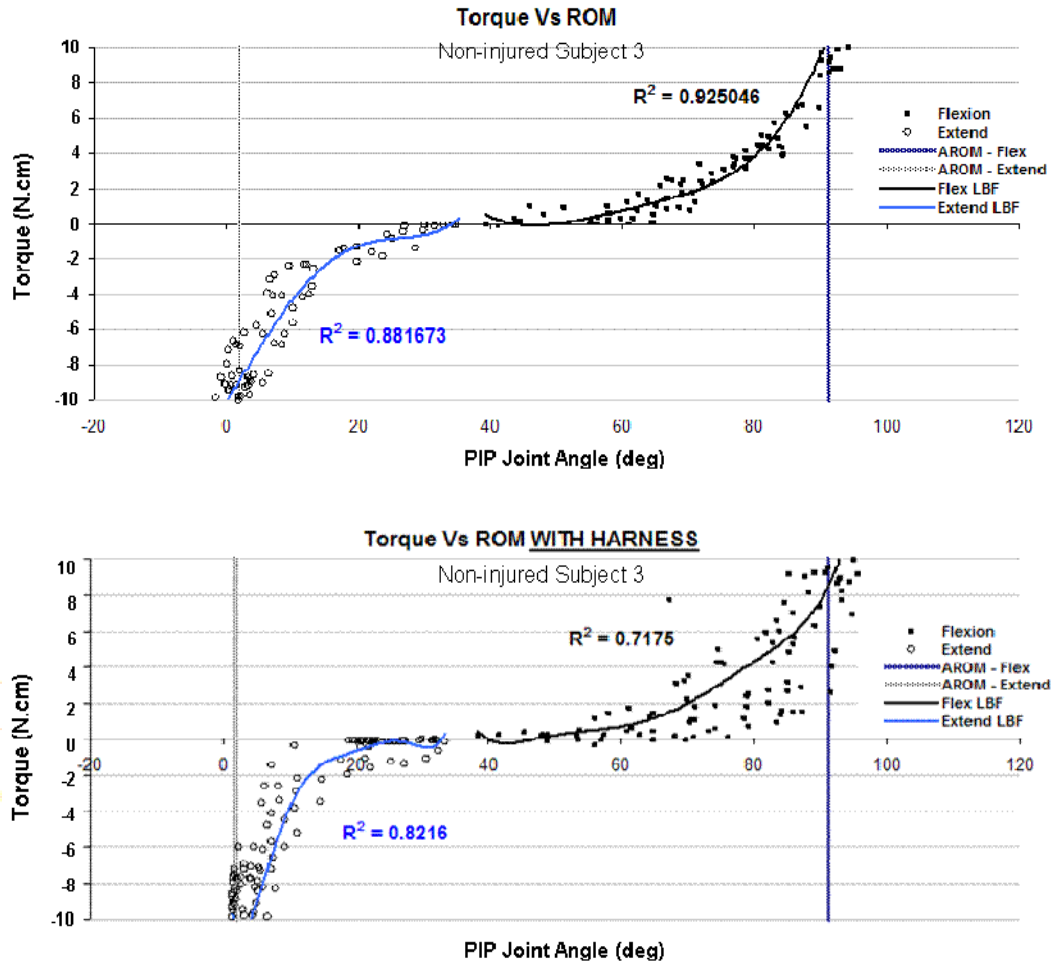 Torque Vs ROM
Non-injured Subject 3
10
8
6
4
2
0
-2
-4
-6
-8
-10
Torque (N.cm)
R² = 0.925046
R² = 0.881673
Flexion
Extend
AROM - Flex
AROM - Extend
Flex LBF
Extend LBF
-20 0 20 40 60 80 100 120
PIP Joint Angle (deg)
Torque Vs ROM WITH HARNESS
Non-injured Subject 3
10
8
6
4
2
0
-2
-4
-6
-8
-10
Torque (N.cm)
R² = 0.7175
R² = 0.8216
Flexion
Extend
AROM - Flex
AROM - Extend
Flex LBF
Extend LBF
-20 0 20 40 60 80 100 120
PIP Joint Angle (deg)